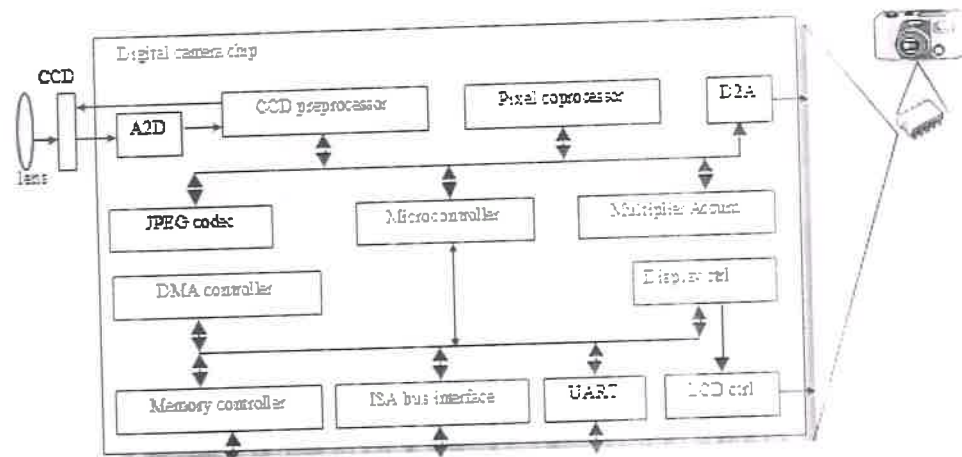 Digital camera chip
CCD
CCD preprocessor
Pixel coprocessor
D2A
A2D
lens
JPEG codec
Microcontroller
Multiplier Accum
DMA controller
Display ctrl
Memory controller
ISA bus interface
UART
LCD ctrl